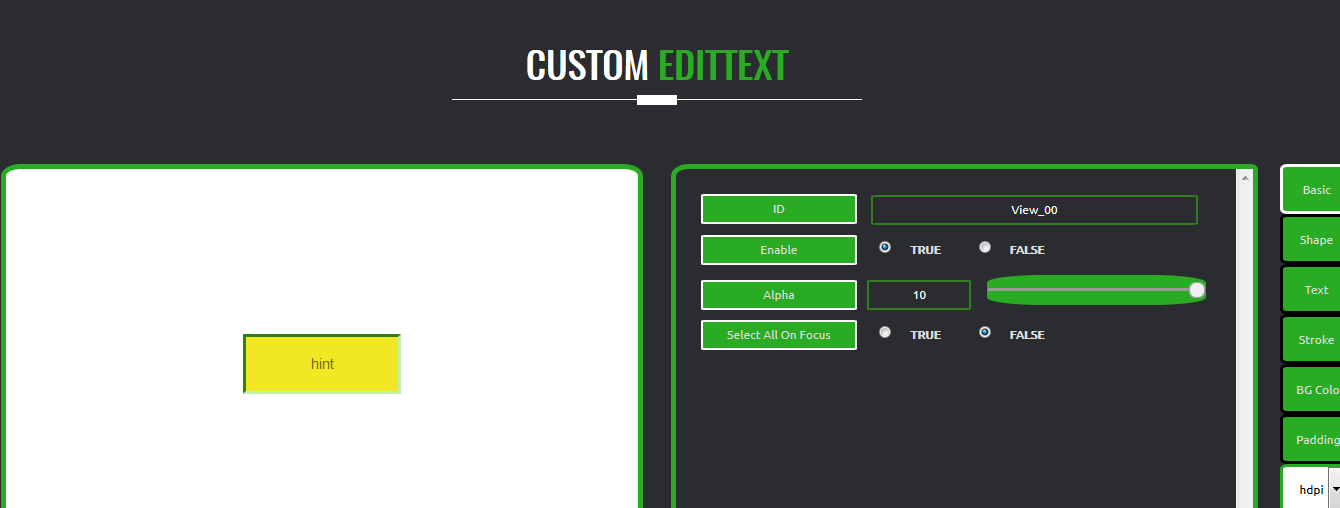 CUSTOM EDITTEXT
hint
ID View_00
Enable TRUE FALSE
Alpha 10
Select All On Focus TRUE FALSE
Basic
Shape
Text
Stroke
BG Colo
Padding
hdpi